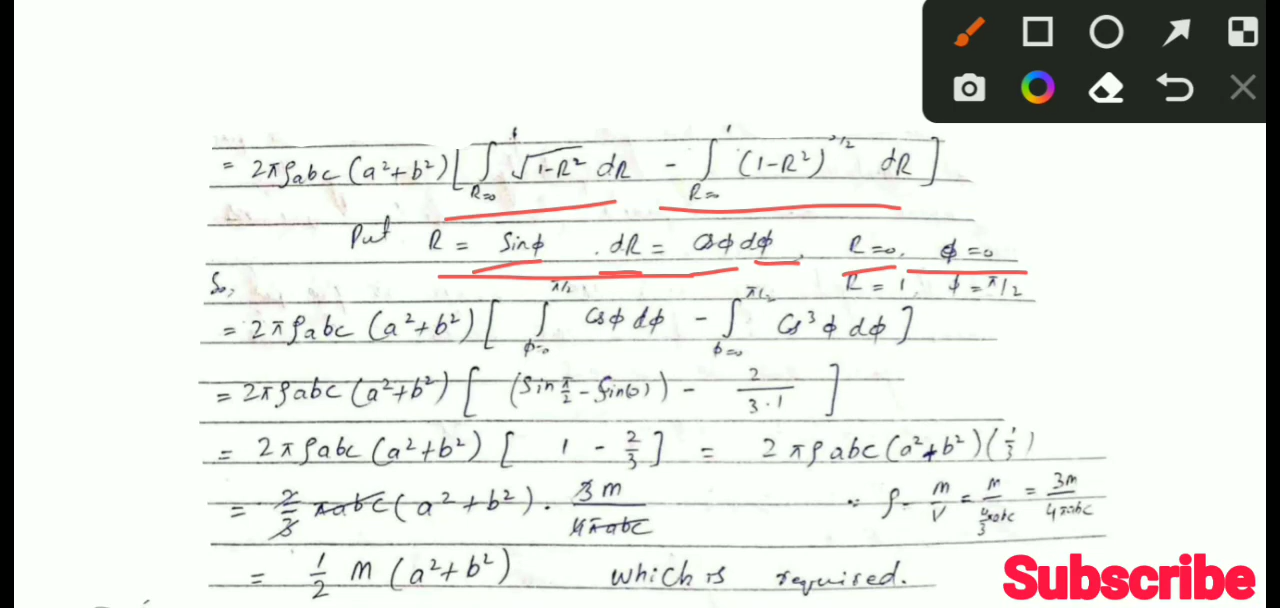 = 2πρabc (a²+b²) [ ∫_{R=0}^{1} √1-R² dR - ∫_{R=0}^{1} (1-R²)^{3/2} dR ]
Put R = Sinϕ . dR = Cosϕ dϕ, R=0, ϕ=0
So, R = 1, ϕ = π/2
= 2πρabc (a²+b²) [ ∫_{ϕ=0}^{π/2} Cosϕ dϕ - ∫_{ϕ=0}^{π/2} Cos³ϕ dϕ ]
= 2πρabc (a²+b²) [ (Sin π/2 - Sin(0)) - 2/3·1 ]
= 2πρabc (a²+b²) [ 1 - 2/3 ] = 2πρabc (a²+b²)(1/3)
= 2/3 πabc (a²+b²) . 3m/4πabc ∵ ρ = m/V = m/(4/3 πabc) = 3m/4πabc
= 1/2 m (a²+b²) which is required.
Subscribe